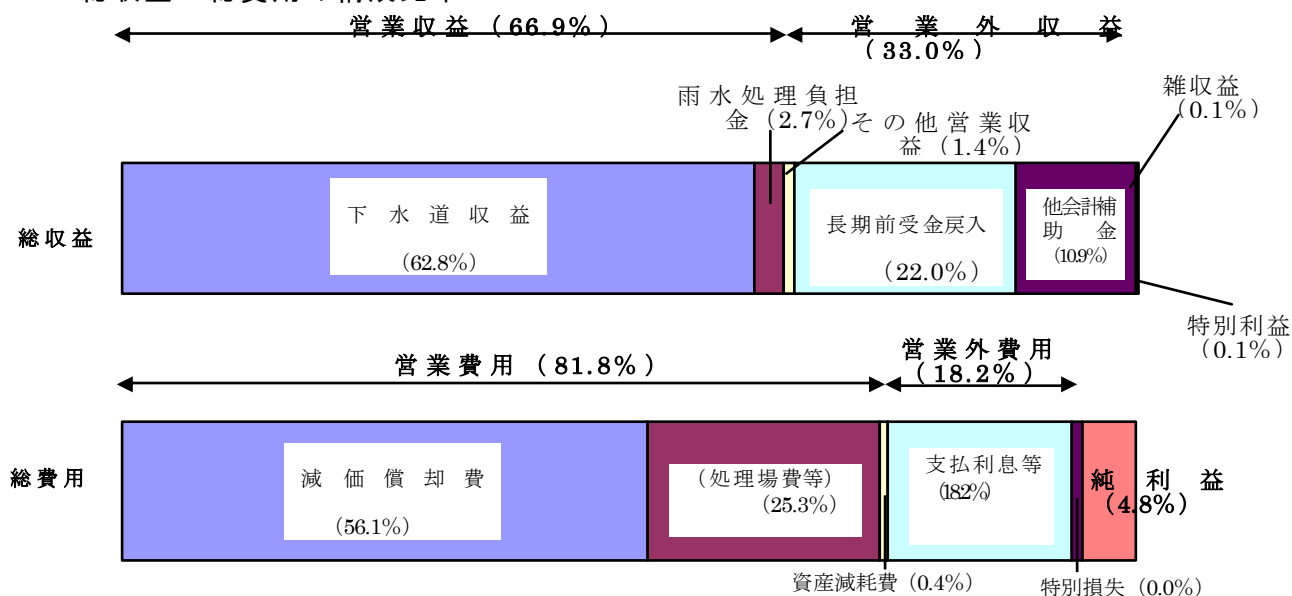 営業収益（66.9%）
営業外収益
（33.0%）
雨水処理負担
金（2.7%）
その他営業収
益（1.4%）
雑収益
（0.1%）
総収益
下水道収益
（62.8%）
長期前受金戻入
（22.0%）
他会計補
助金
（10.9%）
特別利益
（0.1%）
営業費用（81.8%）
営業外費用
（18.2%）
総費用
減価償却費
（56.1%）
（処理場費等）
（25.3%）
支払利息等
（18.2%）
純利益
（4.8%）
資産減耗費（0.4%）
特別損失（0.0%）